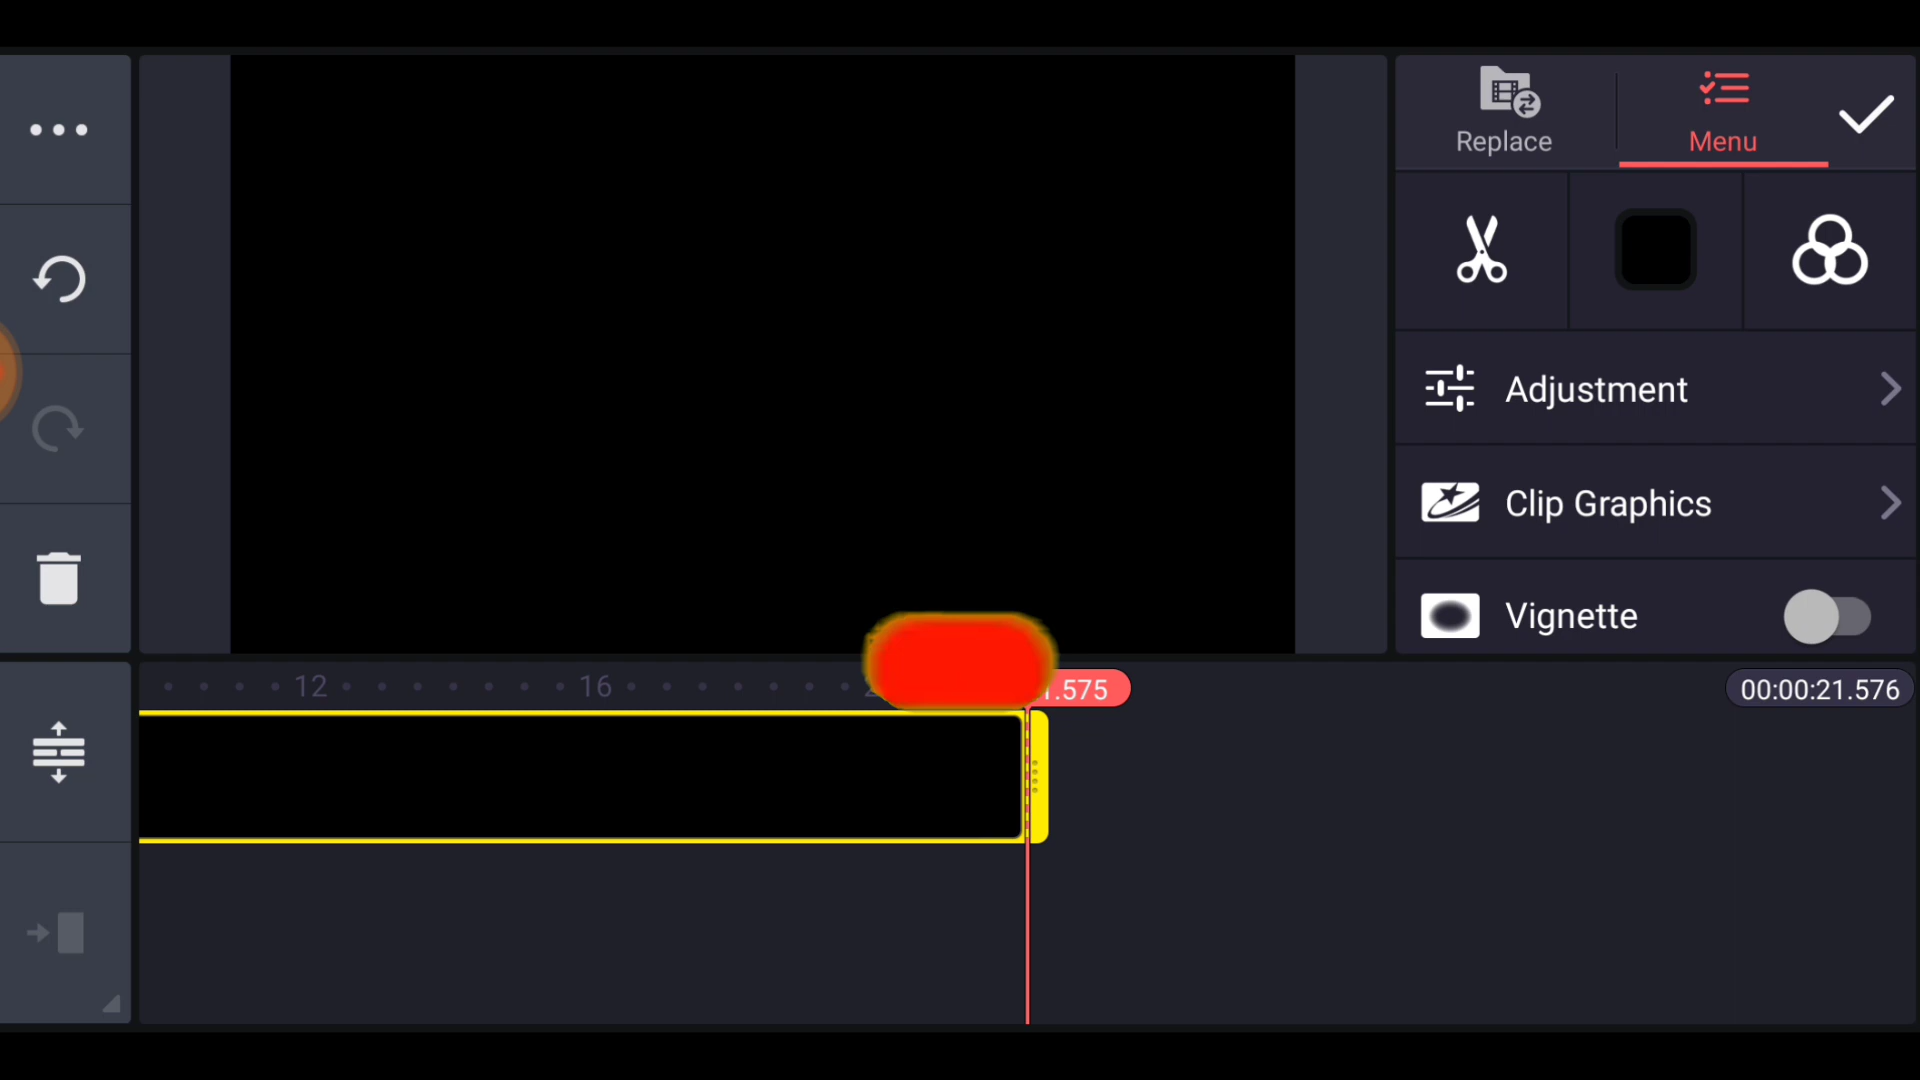 Replace
Menu
Adjustment
Clip Graphics
Vignette
12
16
.575
00:00:21.576